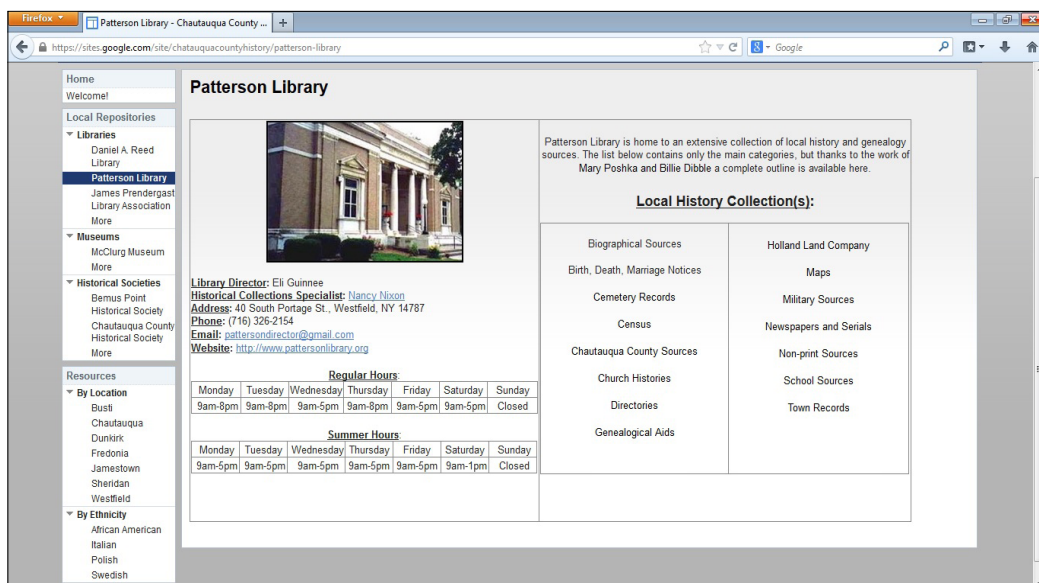 Firefox
Patterson Library - Chautauqua County ...
https://sites.google.com/site/chatauquacountyhistory/patterson-library
Google
Home
Welcome!
Local Repositories
Libraries
Daniel A. Reed
Library
Patterson Library
James Prendergast
Library Association
More
Museums
McClurg Museum
More
Historical Societies
Bemus Point
Historical Society
Chautauqua County
Historical Society
More
Resources
By Location
Busti
Chautauqua
Dunkirk
Fredonia
Jamestown
Sheridan
Westfield
By Ethnicity
African American
Italian
Polish
Swedish
Patterson Library
Library Director: Eli Guinnee
Historical Collections Specialist: Nancy Nixon
Address: 40 South Portage St., Westfield, NY 14787
Phone: (716) 326-2154
Email: pattersondirector@gmail.com
Website: http://www.pattersonlibrary.org
Regular Hours:
Monday Tuesday Wednesday Thursday Friday Saturday Sunday
9am-8pm 9am-8pm 9am-5pm 9am-8pm 9am-5pm 9am-5pm Closed
Summer Hours:
Monday Tuesday Wednesday Thursday Friday Saturday Sunday
9am-5pm 9am-5pm 9am-5pm 9am-5pm 9am-5pm 9am-1pm Closed
Patterson Library is home to an extensive collection of local history and genealogy
sources. The list below contains only the main categories, but thanks to the work of
Mary Poshka and Billie Dibble a complete outline is available here.
Local History Collection(s):
Biographical Sources
Birth, Death, Marriage Notices
Cemetery Records
Census
Chautauqua County Sources
Church Histories
Directories
Genealogical Aids
Holland Land Company
Maps
Military Sources
Newspapers and Serials
Non-print Sources
School Sources
Town Records